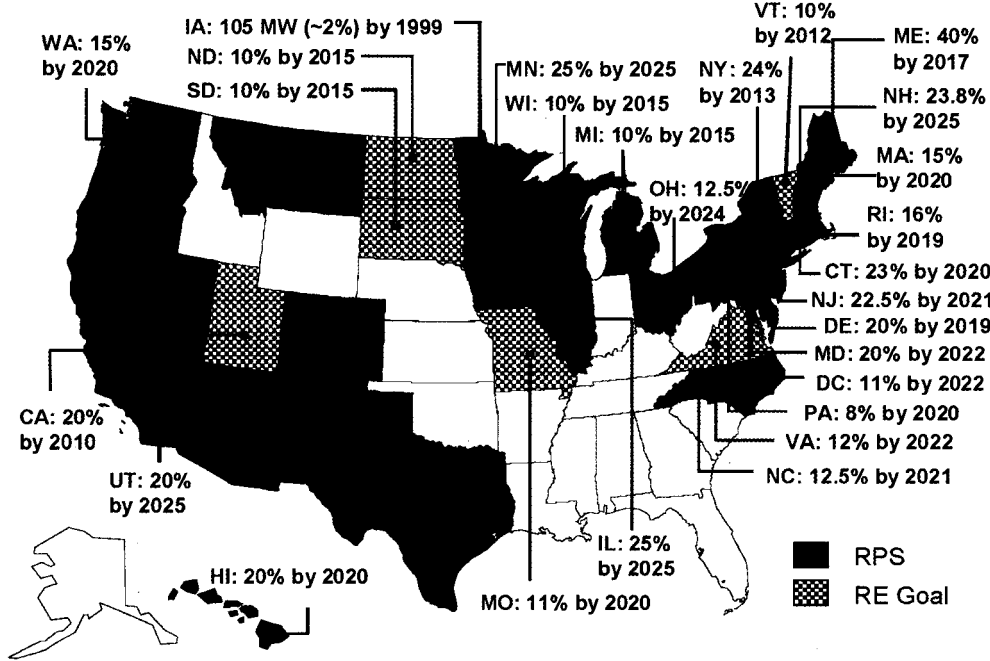 IA: 105 MW (~2%) by 1999
ND: 10% by 2015
SD: 10% by 2015
WA: 15%
by 2020
MN: 25% by 2025
WI: 10% by 2015
MI: 10% by 2015
OH: 12.5%
by 2024
NY: 24%
by 2013
VT: 10%
by 2012
ME: 40%
by 2017
NH: 23.8%
by 2025
MA: 15%
by 2020
RI: 16%
by 2019
CT: 23% by 2020
NJ: 22.5% by 2021
DE: 20% by 2019
MD: 20% by 2022
DC: 11% by 2022
PA: 8% by 2020
VA: 12% by 2022
NC: 12.5% by 2021
CA: 20%
by 2010
UT: 20%
by 2025
HI: 20% by 2020
MO: 11% by 2020
IL: 25%
by 2025
RPS
RE Goal